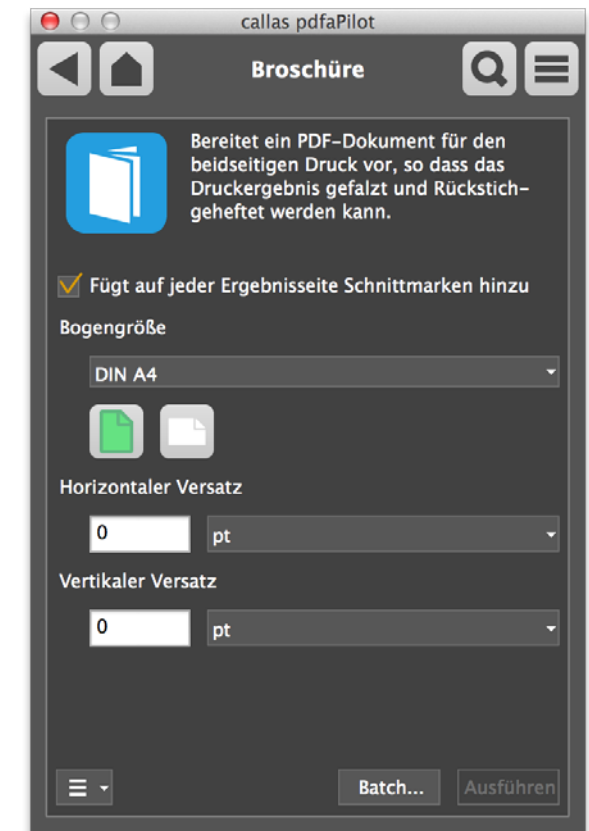 callas pdfaPilot
Broschüre
Bereitet ein PDF-Dokument für den
beidseitigen Druck vor, so dass das
Druckergebnis gefalzt und Rückstich-
geheftet werden kann.
Fügt auf jeder Ergebnisseite Schnittmarken hinzu
Bogengröße
DIN A4
Horizontaler Versatz
0 pt
Vertikaler Versatz
0 pt
Batch... Ausführen